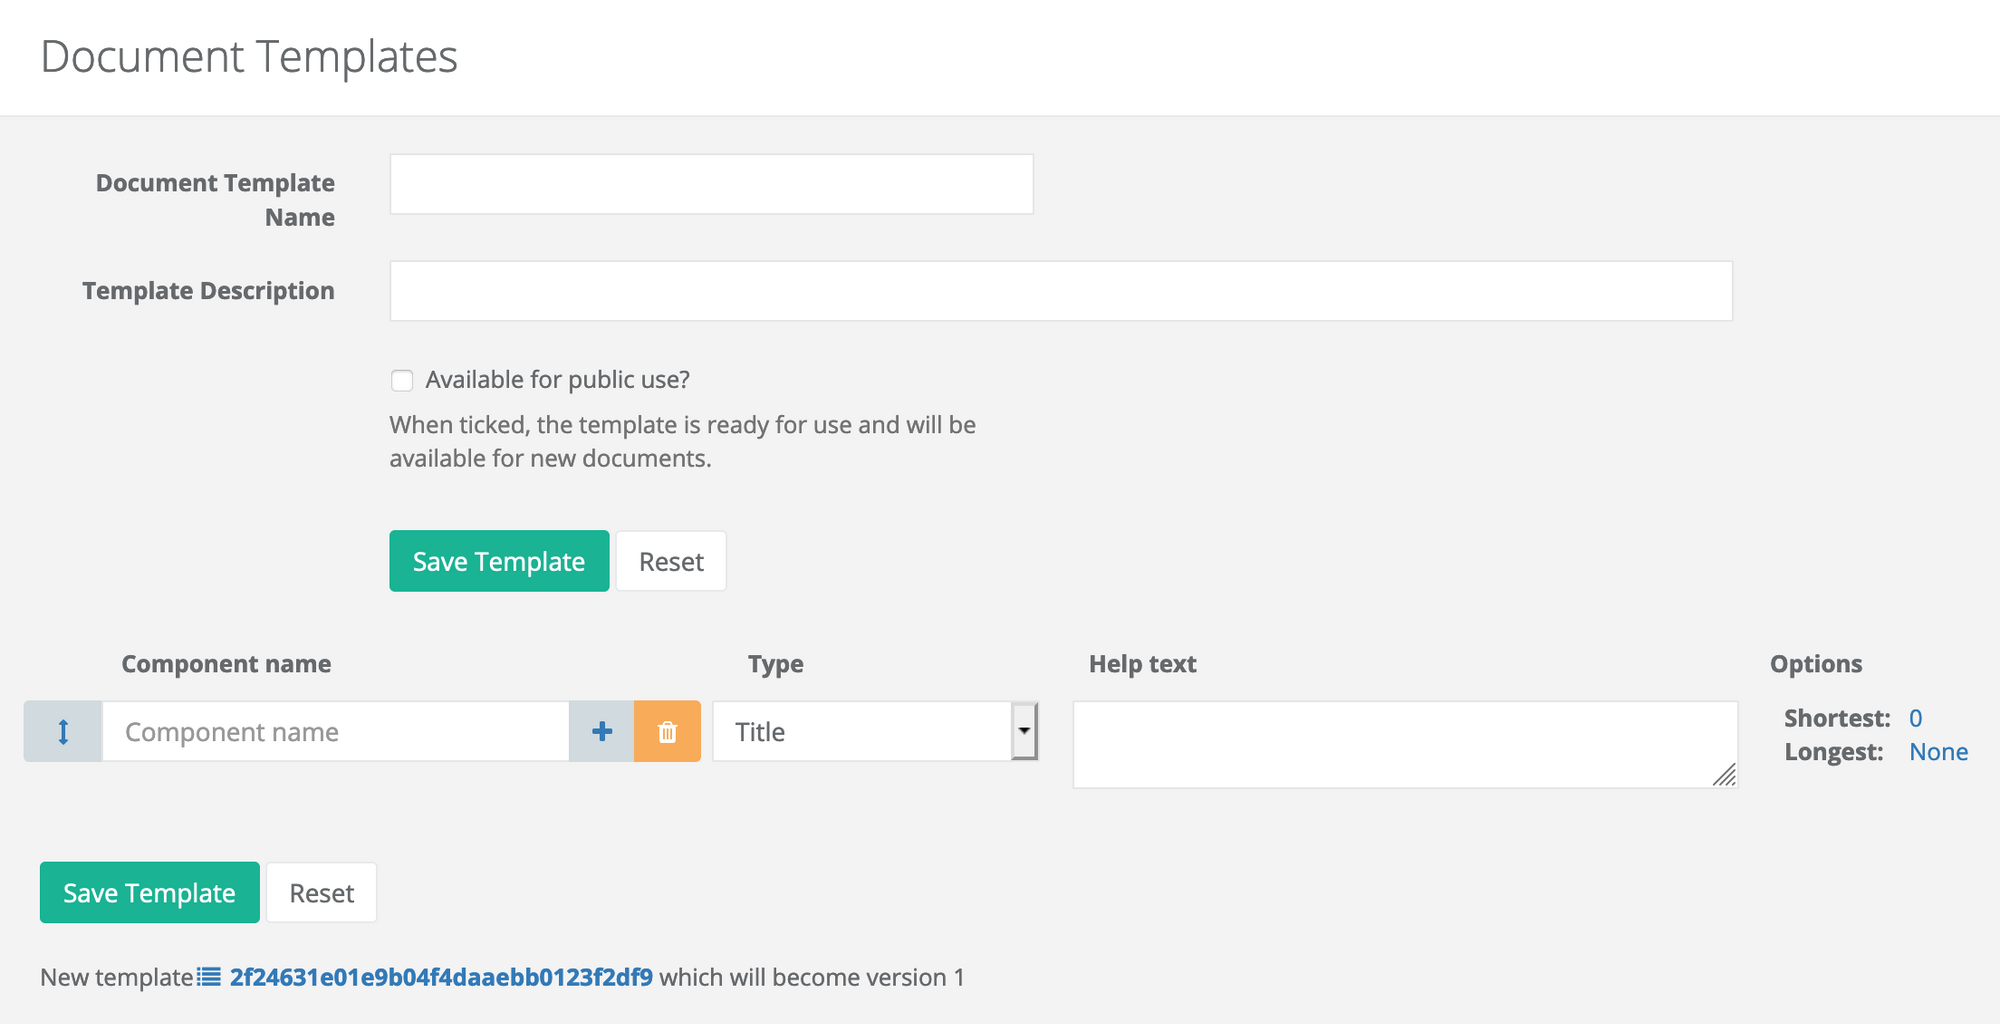 Document Templates
Document Template
Name
Template Description
Available for public use?
When ticked, the template is ready for use and will be
available for new documents.
Save Template Reset
Component name Type Help text Options
Component name Title
Shortest: 0
Longest: None
Save Template Reset
New template 2f24631e01e9b04f4daaebb0123f2df9 which will become version 1